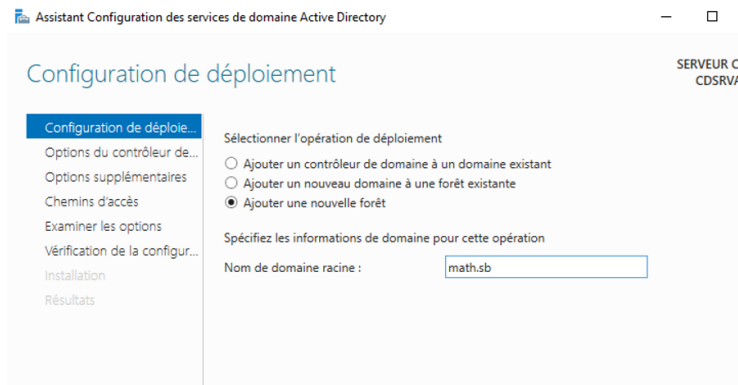 Assistant Configuration des services de domaine Active Directory
Configuration de déploiement
SERVEUR C
CDSRVA
Configuration de déploie...
Options du contrôleur de...
Options supplémentaires
Chemins d'accès
Examiner les options
Vérification de la configur...
Installation
Résultats
Sélectionner l'opération de déploiement
Ajouter un contrôleur de domaine à un domaine existant
Ajouter un nouveau domaine à une forêt existante
Ajouter une nouvelle forêt
Spécifiez les informations de domaine pour cette opération
Nom de domaine racine : math.sb